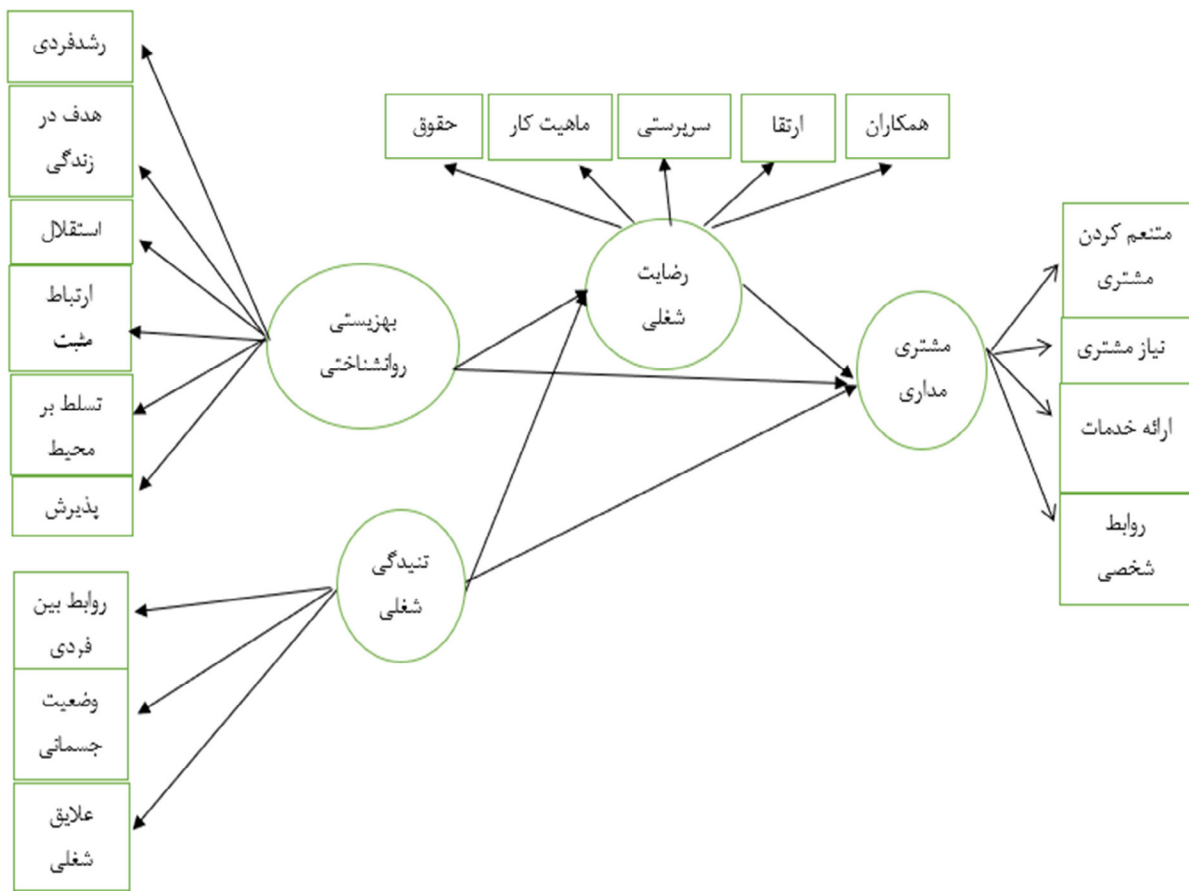 رشدفردی
هدف در
زندگی
استقلال
ارتباط
مثبت
تسلط بر
محیط
پذیرش
روابط بین
فردی
وضعیت
جسمانی
علایق
شغلی
بهزیستی
روانشناختی
تنیدگی
شغلی
همکاران
ارتقا
سرپرستی
ماهیت کار
حقوق
رضایت
شغلی
مشتری
مداری
متنعم کردن
مشتری
نیاز مشتری
ارائه خدمات
روابط
شخصی